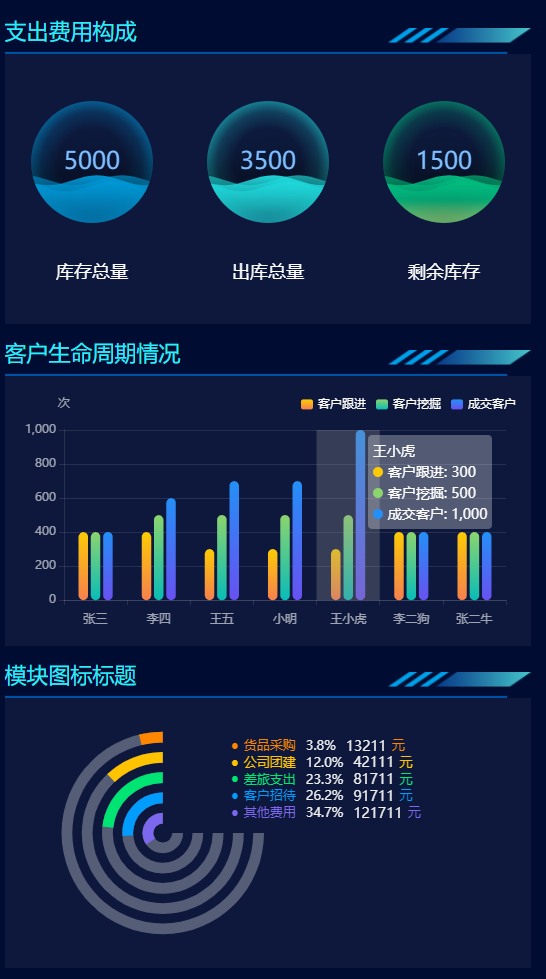 支出费用构成
5000 3500 1500
库存总量 出库总量 剩余库存
客户生命周期情况
次 客户跟进 客户挖掘 成交客户
1,000
800
600
400
200
0
王小虎
客户跟进: 300
客户挖掘: 500
成交客户: 1,000
张三 李四 王五 小明 王小虎 李二狗 张二牛
模块图标标题
货品采购 3.8% 13211 元
公司团建 12.0% 42111 元
差旅支出 23.3% 81711 元
客户招待 26.2% 91711 元
其他费用 34.7% 121711 元